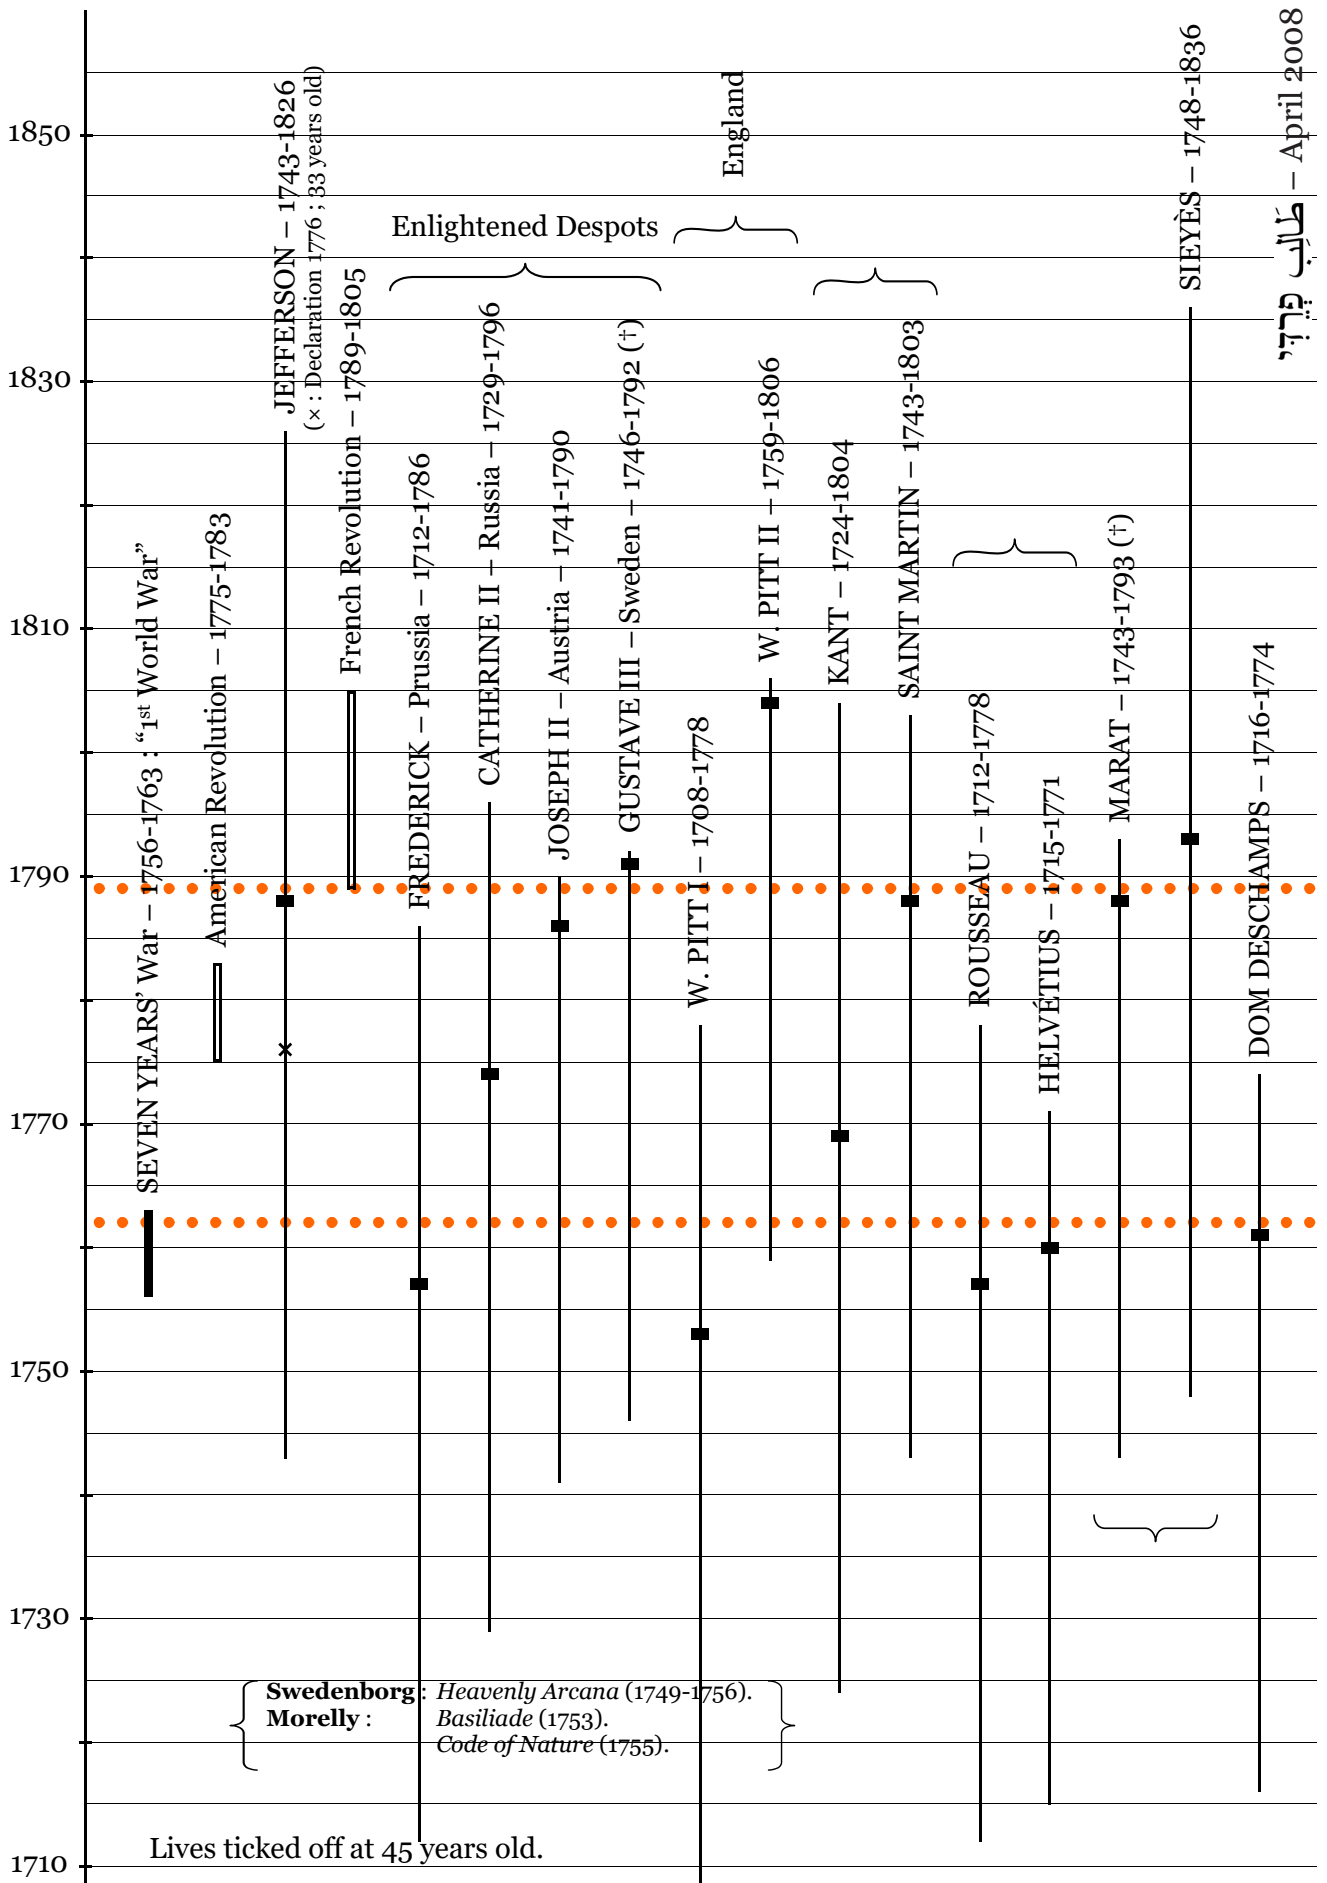 1850
1830
1810
1790
1770
1750
1730
1710
SEVEN YEARS’ War – 1756-1763 : “1st World War”
American Revolution – 1775-1783
JEFFERSON – 1743-1826
(× : Declaration 1776 ; 33 years old)
French Revolution – 1789-1805
Enlightened Despots
FREDERICK – Prussia – 1712-1786
CATHERINE II – Russia – 1729-1796
JOSEPH II – Austria – 1741-1790
GUSTAVE III – Sweden – 1746-1792 (†)
England
W. PITT I – 1708-1778
W. PITT II – 1759-1806
KANT – 1724-1804
SAINT MARTIN – 1743-1803
ROUSSEAU – 1712-1778
HELVÉTIUS – 1715-1771
MARAT – 1743-1793 (†)
SIEYÈS – 1748-1836
DOM DESCHAMPS – 1716-1774
– April 2008
Swedenborg : Heavenly Arcana (1749-1756).
Morelly : Basiliade (1753).
Code of Nature (1755).
Lives ticked off at 45 years old.